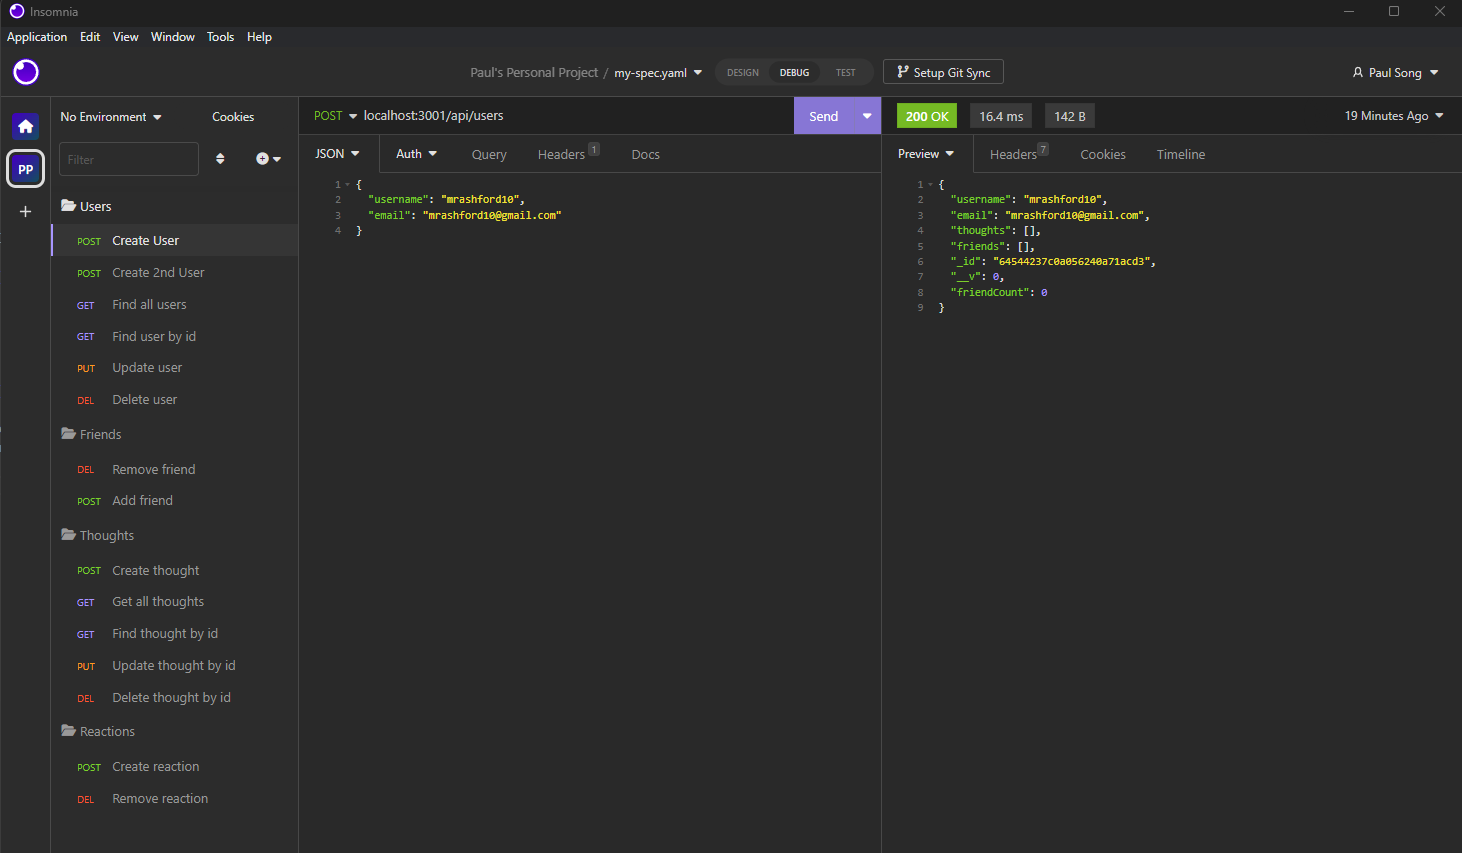 Insomnia
Application Edit View Window Tools Help
Paul's Personal Project / my-spec.yaml DESIGN DEBUG TEST Setup Git Sync Paul Song
No Environment Cookies
Filter
PP
Users
POST Create User
POST Create 2nd User
GET Find all users
GET Find user by id
PUT Update user
DEL Delete user
Friends
DEL Remove friend
POST Add friend
Thoughts
POST Create thought
GET Get all thoughts
GET Find thought by id
PUT Update thought by id
DEL Delete thought by id
Reactions
POST Create reaction
DEL Remove reaction
POST localhost:3001/api/users Send
JSON Auth Query Headers 1 Docs
1 {
2 "username": "mrashford10",
3 "email": "mrashford10@gmail.com"
4 }
200 OK 16.4 ms 142 B 19 Minutes Ago
Preview Headers 7 Cookies Timeline
1 {
2 "username": "mrashford10",
3 "email": "mrashford10@gmail.com",
4 "thoughts": [],
5 "friends": [],
6 "_id": "64544237c0a056240a71acd3",
7 "__v": 0,
8 "friendCount": 0
9 }